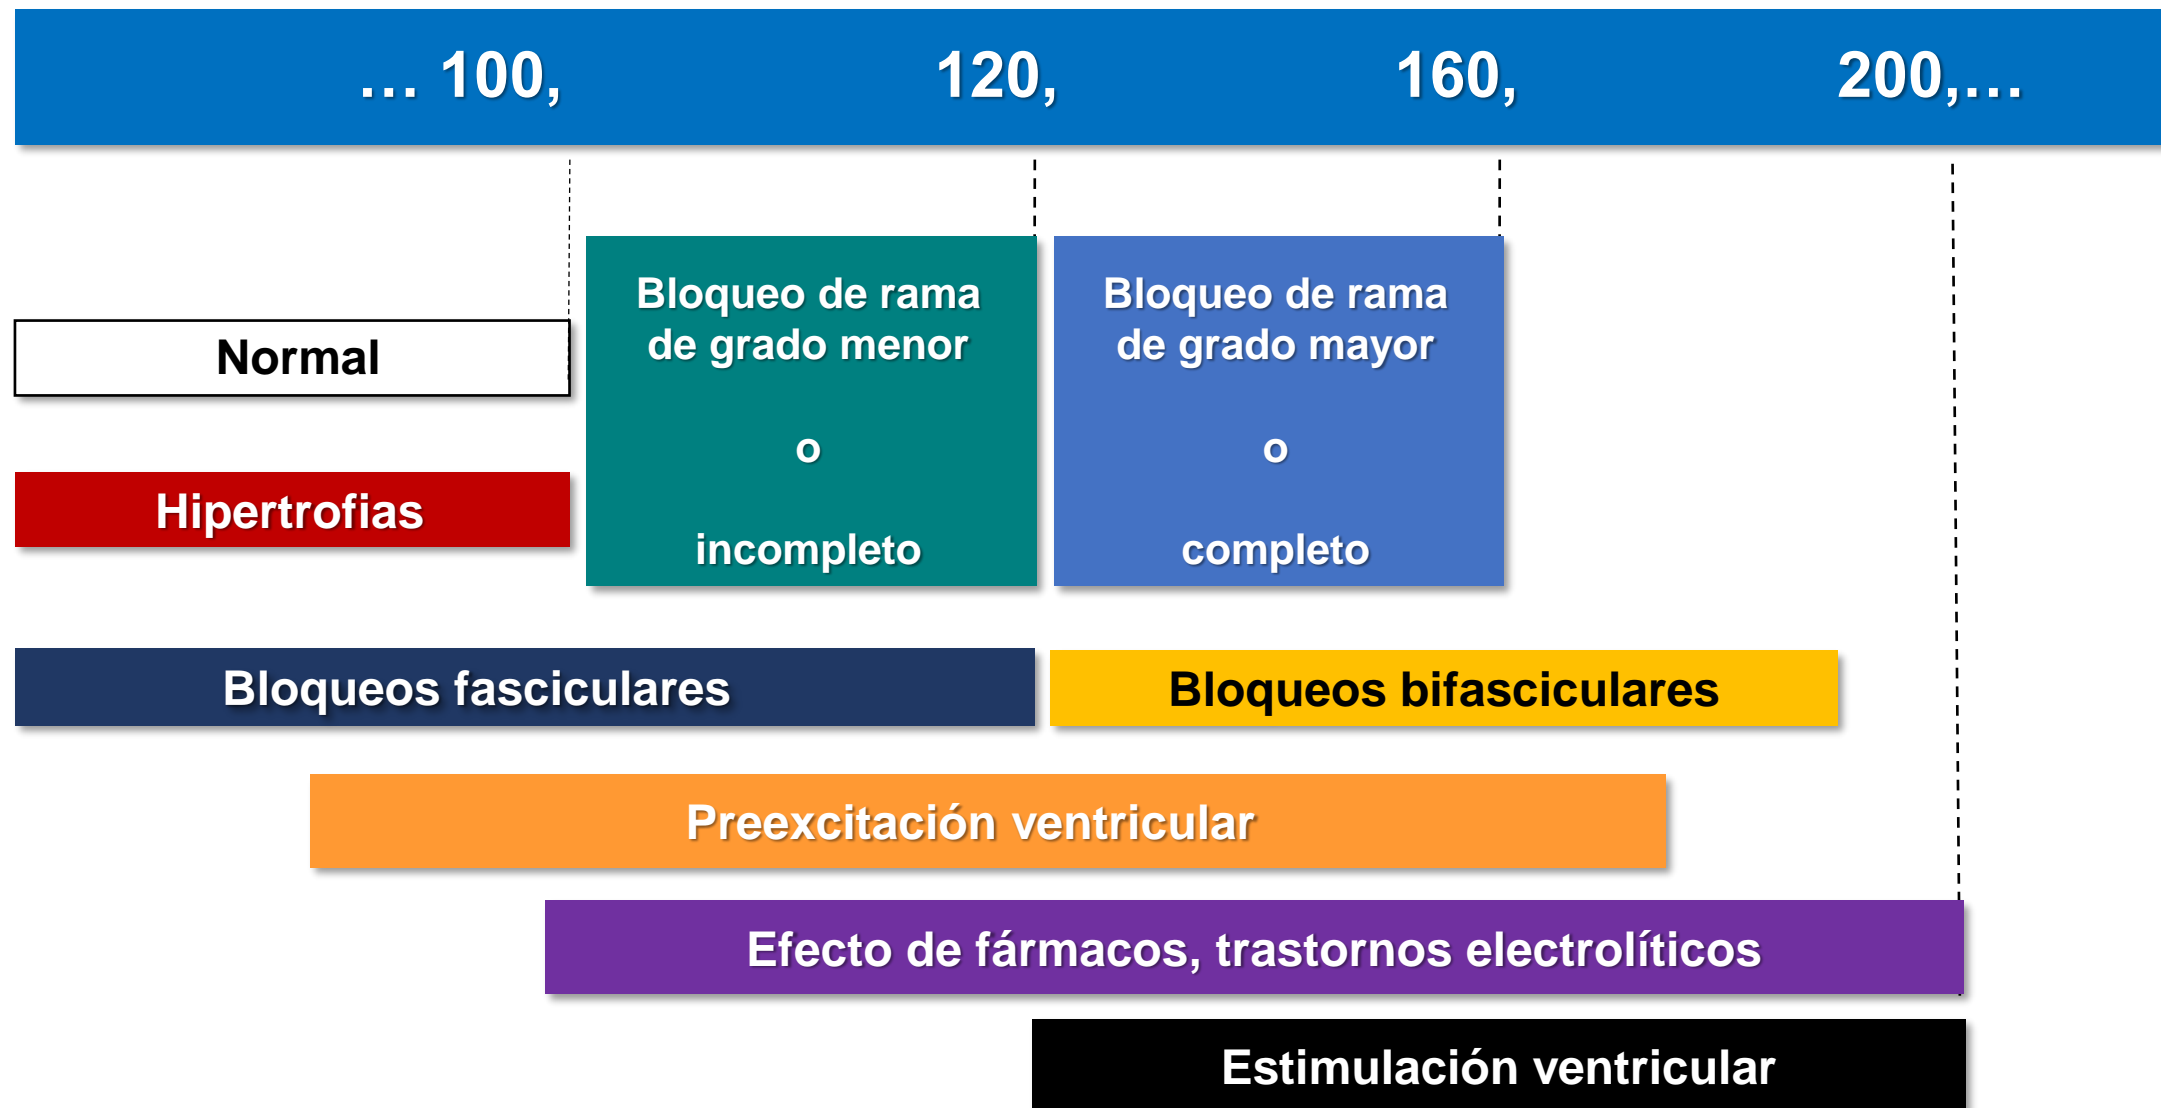 … 100, 120, 160, 200,…
Bloqueo de rama
de grado menor
o
incompleto
Bloqueo de rama
de grado mayor
o
completo
Normal
Hipertrofias
Bloqueos fasciculares
Bloqueos bifasciculares
Preexcitación ventricular
Efecto de fármacos, trastornos electrolíticos
Estimulación ventricular